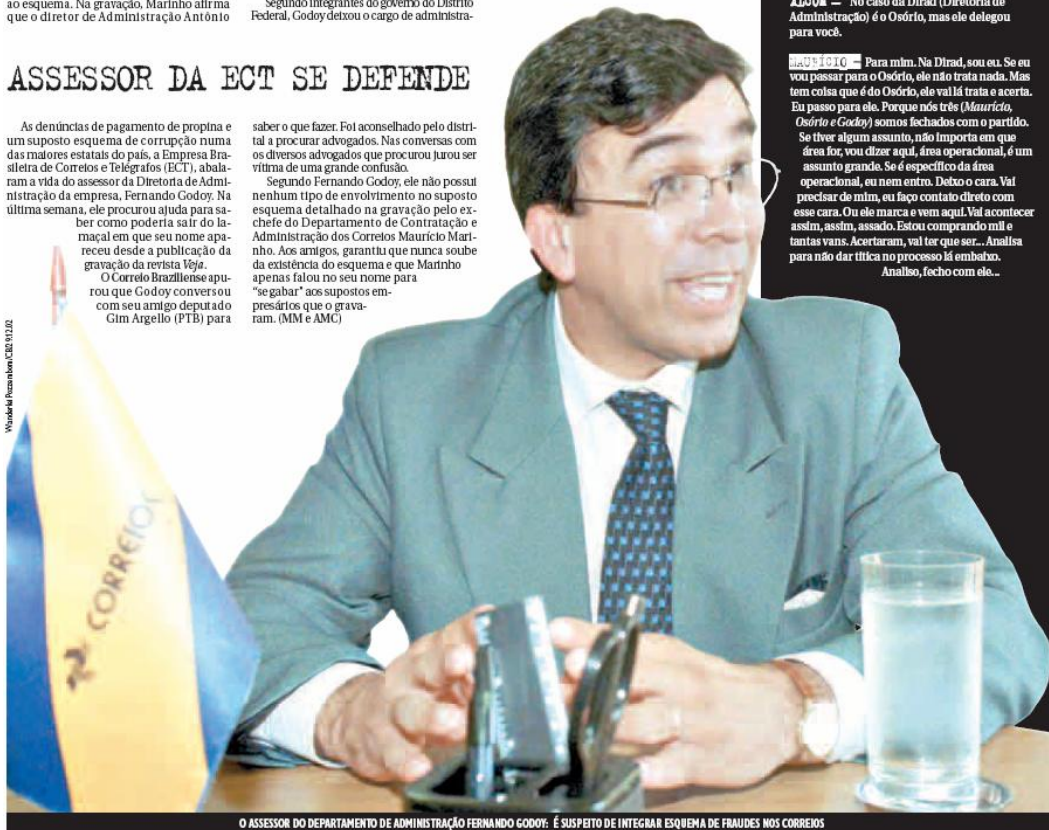 ao esquema. Na gravação, Marinho afirma
que o diretor de Administração Antônio
Segundo integrantes do governo do Distrito
Federal, Godoy deixou o cargo de administra-
ASSESSOR DA ECT SE DEFENDE
As denúncias de pagamento de propina e
um suposto esquema de corrupção numa
das maiores estatais do país, a Empresa Bra-
sileira de Correios e Telégrafos (ECT), abala-
ram a vida do assessor da Diretoria de Admi-
nistração da empresa, Fernando Godoy. Na
última semana, ele procurou ajuda para sa-
ber como poderia sair do la-
maçal em que seu nome apa-
receu desde a publicação da
gravação da revista Veja.
O Correio Braziliense apu-
rou que Godoy conversou
com seu amigo deputado
Gim Argello (PTB) para
saber o que fazer. Foi aconselhado pelo distri-
tal a procurar advogados. Nas conversas com
os diversos advogados que procurou jurou ser
vítima de uma grande confusão.
Segundo Fernando Godoy, ele não possui
nenhum tipo de envolvimento no suposto
esquema detalhado na gravação pelo ex-
chefe do Departamento de Contratação e
Administração dos Correios Maurício Mari-
nho. Aos amigos, garantiu que nunca soube
da existência do esquema e que Marinho
apenas falou no seu nome para
“se gabar” aos supostos em-
presários que o grava-
ram. (MM e AMC)
No caso da Dirad (Diretoria de
Administração) é o Osório, mas ele delegou
para você.
MAURÍCIO – Para mim. Na Dirad, sou eu. Se eu
vou passar para o Osório, ele não trata nada. Mas
tem coisa que é do Osório, ele vai lá trata e acerta.
Eu passo para ele. Porque nós três (Maurício,
Osório e Godoy) somos fechados com o partido.
Se tiver algum assunto, não importa em que
área for, vou dizer aqui, área operacional, é um
assunto grande. Se é específico da área
operacional, eu nem entro. Deixo o cara. Vai
precisar de mim, eu faço contato direto com
esse cara. Ou ele marca e vem aqui. Vai acontecer
assim, assim, assado. Estou comprando mil e
tantas vans. Acertaram, vai ter que ser... Analisa
para não dar titica no processo lá embaixo.
Analiso, fecho com ele...
CORREIOS
O ASSESSOR DO DEPARTAMENTO DE ADMINISTRAÇÃO FERNANDO GODOY: É SUSPEITO DE INTEGRAR ESQUEMA DE FRAUDES NOS CORREIOS